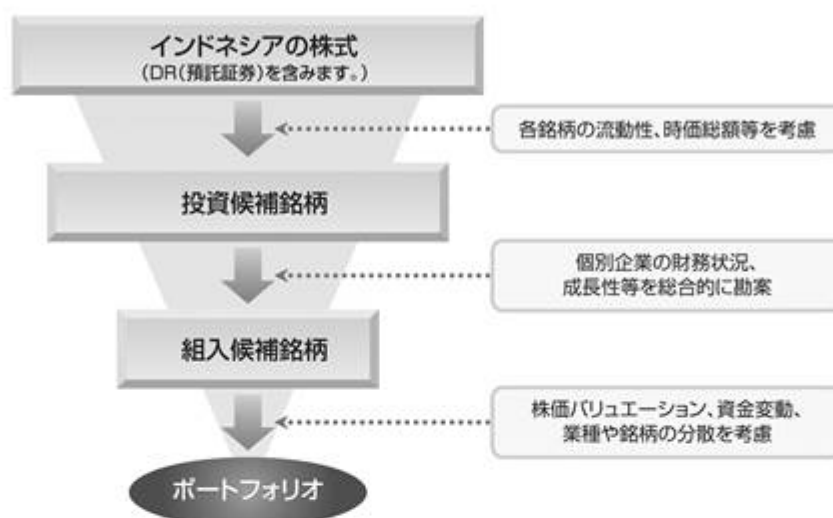 インドネシアの株式
(DR(預託証券)を含みます。)
各銘柄の流動性、時価総額等を考慮
投資候補銘柄
個別企業の財務状況、
成長性等を総合的に勘案
組入候補銘柄
株価バリュエーション、資金変動、
業種や銘柄の分散を考慮
ポートフォリオ